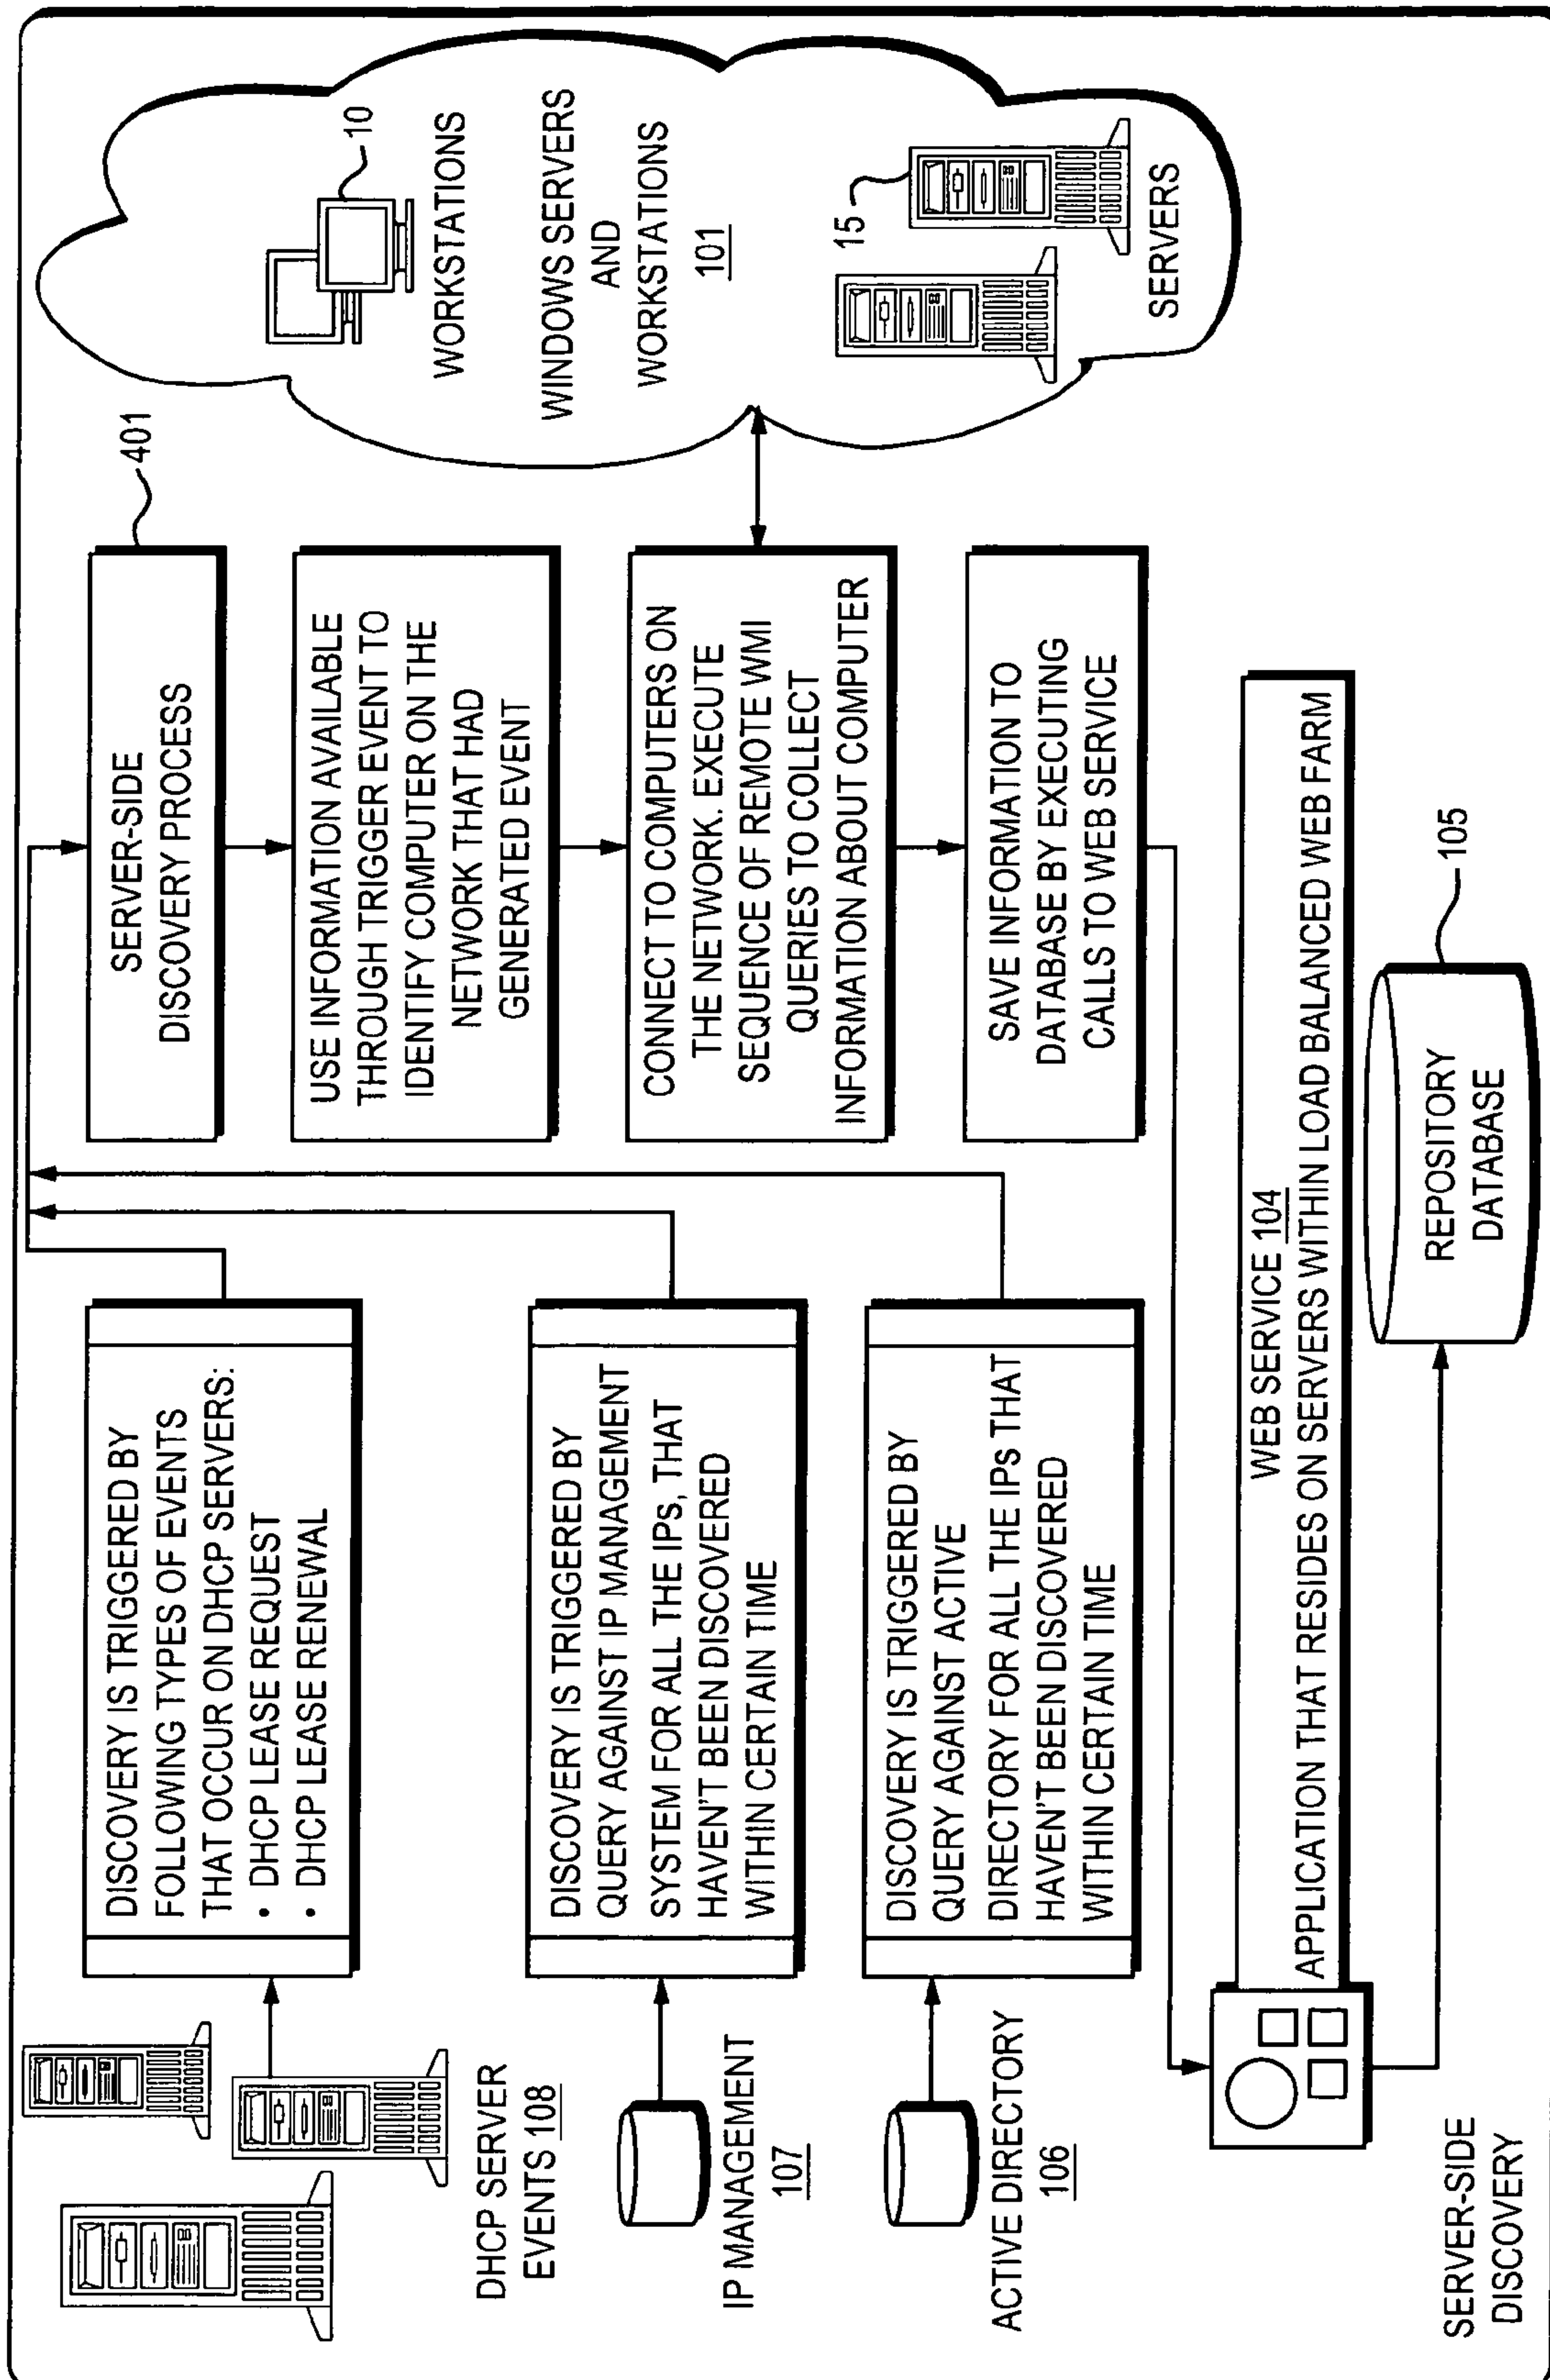 DHCP SERVER
EVENTS 108
IP MANAGEMENT
107
ACTIVE DIRECTORY
106
DISCOVERY IS TRIGGERED BY
FOLLOWING TYPES OF EVENTS
THAT OCCUR ON DHCP SERVERS:
• DHCP LEASE REQUEST
• DHCP LEASE RENEWAL
DISCOVERY IS TRIGGERED BY
QUERY AGAINST IP MANAGEMENT
SYSTEM FOR ALL THE IPs, THAT
HAVEN'T BEEN DISCOVERED
WITHIN CERTAIN TIME
DISCOVERY IS TRIGGERED BY
QUERY AGAINST ACTIVE
DIRECTORY FOR ALL THE IPs THAT
HAVEN'T BEEN DISCOVERED
WITHIN CERTAIN TIME
401
SERVER-SIDE
DISCOVERY PROCESS
USE INFORMATION AVAILABLE
THROUGH TRIGGER EVENT TO
IDENTIFY COMPUTER ON THE
NETWORK THAT HAD
GENERATED EVENT
CONNECT TO COMPUTERS ON
THE NETWORK. EXECUTE
SEQUENCE OF REMOTE WMI
QUERIES TO COLLECT
INFORMATION ABOUT COMPUTER
SAVE INFORMATION TO
DATABASE BY EXECUTING
CALLS TO WEB SERVICE
10
WORKSTATIONS
WINDOWS SERVERS
AND
WORKSTATIONS
101
15
SERVERS
WEB SERVICE 104
APPLICATION THAT RESIDES ON SERVERS WITHIN LOAD BALANCED WEB FARM
105
REPOSITORY
DATABASE
SERVER-SIDE
DISCOVERY